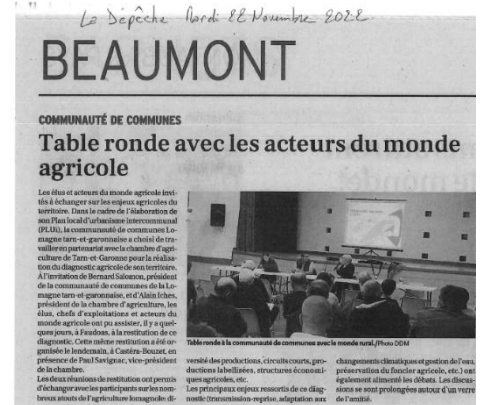 La Dépêche Mardi 22 Novembre 2022
BEAUMONT
COMMUNAUTÉ DE COMMUNES
Table ronde avec les acteurs du monde
agricole
Les élus et acteurs du monde agricole invi-
tés à échanger sur les enjeux agricoles du
territoire. Dans le cadre de l'élaboration de
son Plan local d'urbanisme intercommunal
(PLUi), la communauté de communes Lo-
magne tarn-et-garonnaise a choisi de tra-
vailler en partenariat avec la chambre d'agri-
culture de Tarn-et-Garonne pour la réalisa-
tion du diagnostic agricole de son territoire.
À l'invitation de Bernard Salomon, président
de la communauté de communes de la Lo-
magne tarn-et-garonnaise, et d'Alain Iches,
président de la chambre d'agriculture, les
élus, chefs d'exploitations et acteurs du
monde agricole ont pu assister, il y a quel-
ques jours, à Faudoas, à la restitution de ce
diagnostic. Cette même restitution a été or-
ganisée le lendemain, à Castéra-Bouzet, en
présence de Paul Savignac, vice-président
de la chambre.
Les deux réunions de restitution ont permis
d'échanger avec les participants sur les nom-
breux atouts de l'agriculture lomagnole: di-
Table ronde à la communauté de communes avec le monde rural./Photo DDM
versité des productions, circuits courts, pro-
ductions labellisées, structures économi-
ques agricoles, etc.
Les principaux enjeux ressortis de ce diag-
nostic (transmission-reprise, adaptation aux
changements climatiques et gestion de l'eau,
préservation du foncier agricole, etc.) ont
également alimenté les débats. Les discus-
sions se sont prolongées autour d'un verre
de l'amitié.